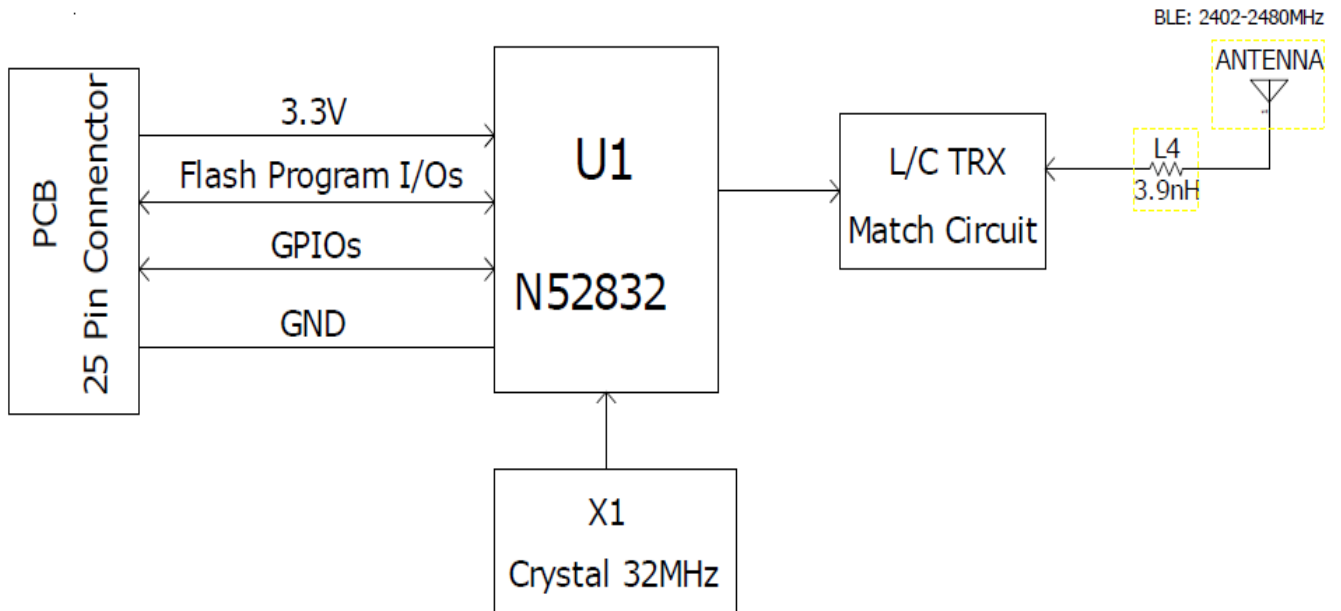 BLE: 2402-2480MHz
ANTENNA
PCB
25 Pin Connenctor
3.3V
Flash Program I/Os
GPIOs
GND
U1
N52832
L/C TRX
Match Circuit
L4
3.9nH
X1
Crystal 32MHz